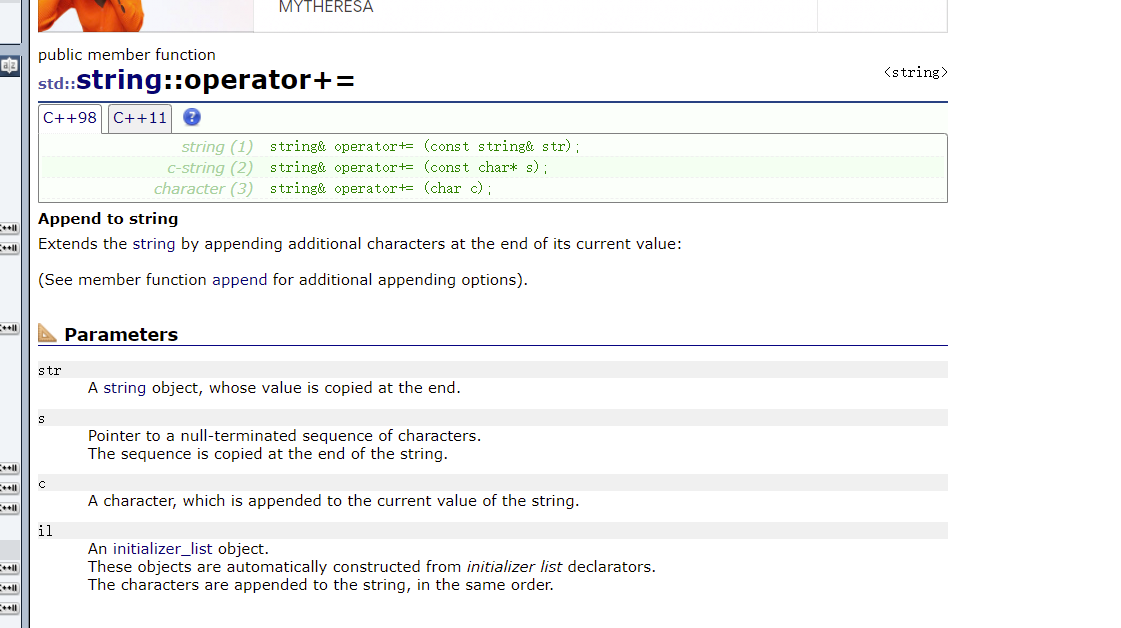 MYTHERESA
public member function
std::string::operator+=
<string>
C++98 C++11 ?
string (1) string& operator+= (const string& str);
c-string (2) string& operator+= (const char* s);
character (3) string& operator+= (char c);
Append to string
Extends the string by appending additional characters at the end of its current value:
(See member function append for additional appending options).
Parameters
str
A string object, whose value is copied at the end.
s
Pointer to a null-terminated sequence of characters.
The sequence is copied at the end of the string.
c
A character, which is appended to the current value of the string.
il
An initializer_list object.
These objects are automatically constructed from initializer list declarators.
The characters are appended to the string, in the same order.